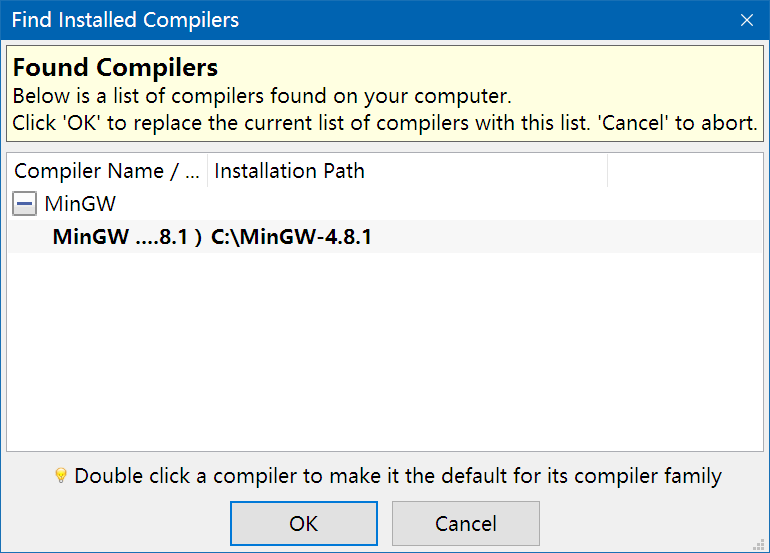 Find Installed Compilers
Found Compilers
Below is a list of compilers found on your computer.
Click 'OK' to replace the current list of compilers with this list. 'Cancel' to abort.
Compiler Name / ... Installation Path
MinGW
MinGW ....8.1 ) C:\MinGW-4.8.1
Double click a compiler to make it the default for its compiler family
OK Cancel